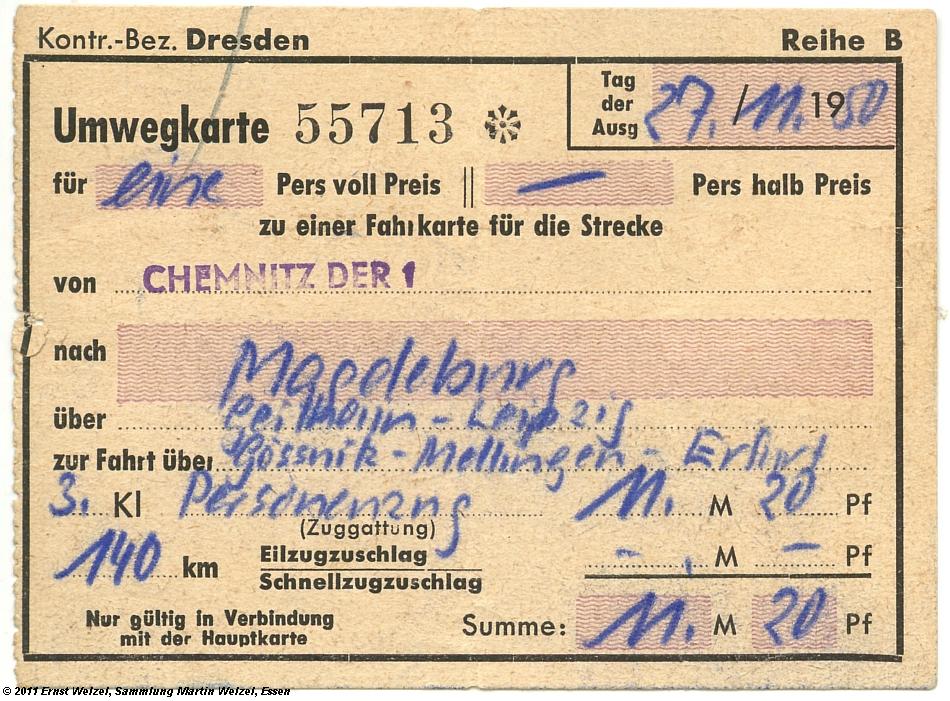 Kontr.-Bez. Dresden Reihe B
Umwegkarte 55713 Tag der Ausg 27./11.1950
für eine Pers voll Preis || — Pers halb Preis
zu einer Fahrkarte für die Strecke
von CHEMNITZ DER 1
nach Magdeburg
über Geithain - Leipzig
zur Fahrt über Gössnitz - Mellingen - Erfurt
3. Kl Personenzug 11. M 20 Pf
(Zuggattung)
140 km Eilzugzuschlag -. M — Pf
Schnellzugzuschlag
Nur gültig in Verbindung
mit der Hauptkarte
Summe: 11. M 20 Pf
© 2011 Ernst Welzel, Sammlung Martin Welzel, Essen